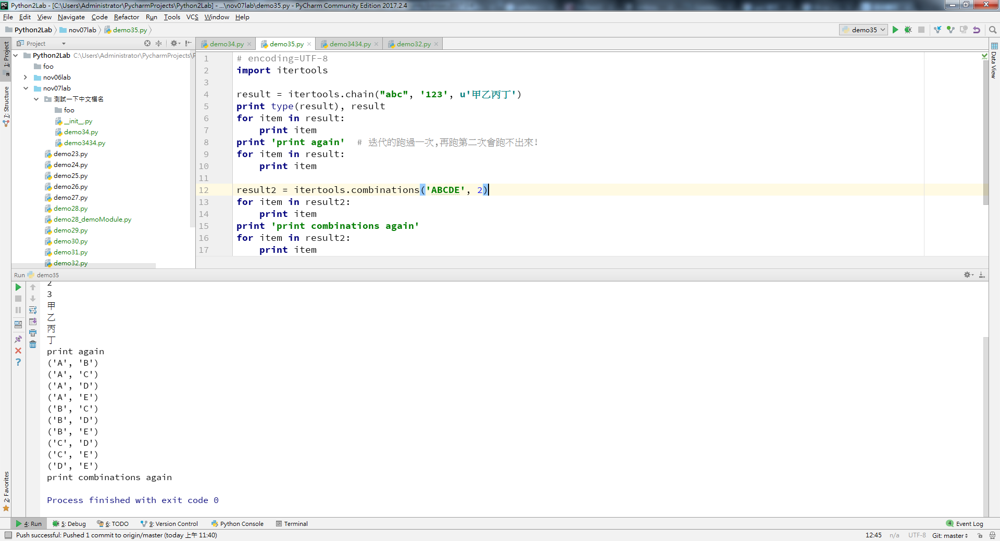 Python2Lab - [C:\Users\Administrator\PycharmProjects\Python2Lab] - ...\nov07lab\demo35.py - PyCharm Community Edition 2017.2.4
File Edit View Navigate Code Refactor Run Tools VCS Window Help
Python2Lab nov07lab demo35.py
demo35
Project
demo34.py demo35.py demo3434.py demo32.py
1: Project
7: Structure
2: Favorites
Data View
Python2Lab C:\Users\Administrator\PycharmProjects\P
foo
nov06lab
nov07lab
測試一下中文檔名
foo
__init__.py
demo34.py
demo3434.py
demo23.py
demo24.py
demo25.py
demo26.py
demo27.py
demo28.py
demo28_demoModule.py
demo29.py
demo30.py
demo31.py
demo32.py
1 # encoding=UTF-8
2 import itertools
3
4 result = itertools.chain("abc", '123', u'甲乙丙丁')
5 print type(result), result
6 for item in result:
7     print item
8 print 'print again'  # 迭代的跑過一次,再跑第二次會跑不出來!
9 for item in result:
10     print item
11
12 result2 = itertools.combinations('ABCDE', 2)
13 for item in result2:
14     print item
15 print 'print combinations again'
16 for item in result2:
17     print item
Run demo35
2
3
甲
乙
丙
丁
print again
('A', 'B')
('A', 'C')
('A', 'D')
('A', 'E')
('B', 'C')
('B', 'D')
('B', 'E')
('C', 'D')
('C', 'E')
('D', 'E')
print combinations again
Process finished with exit code 0
4: Run 5: Debug 6: TODO 9: Version Control Python Console Terminal
4 Event Log
Push successful: Pushed 1 commit to origin/master (today 上午 11:40)
12:45 n/a UTF-8 Git: master